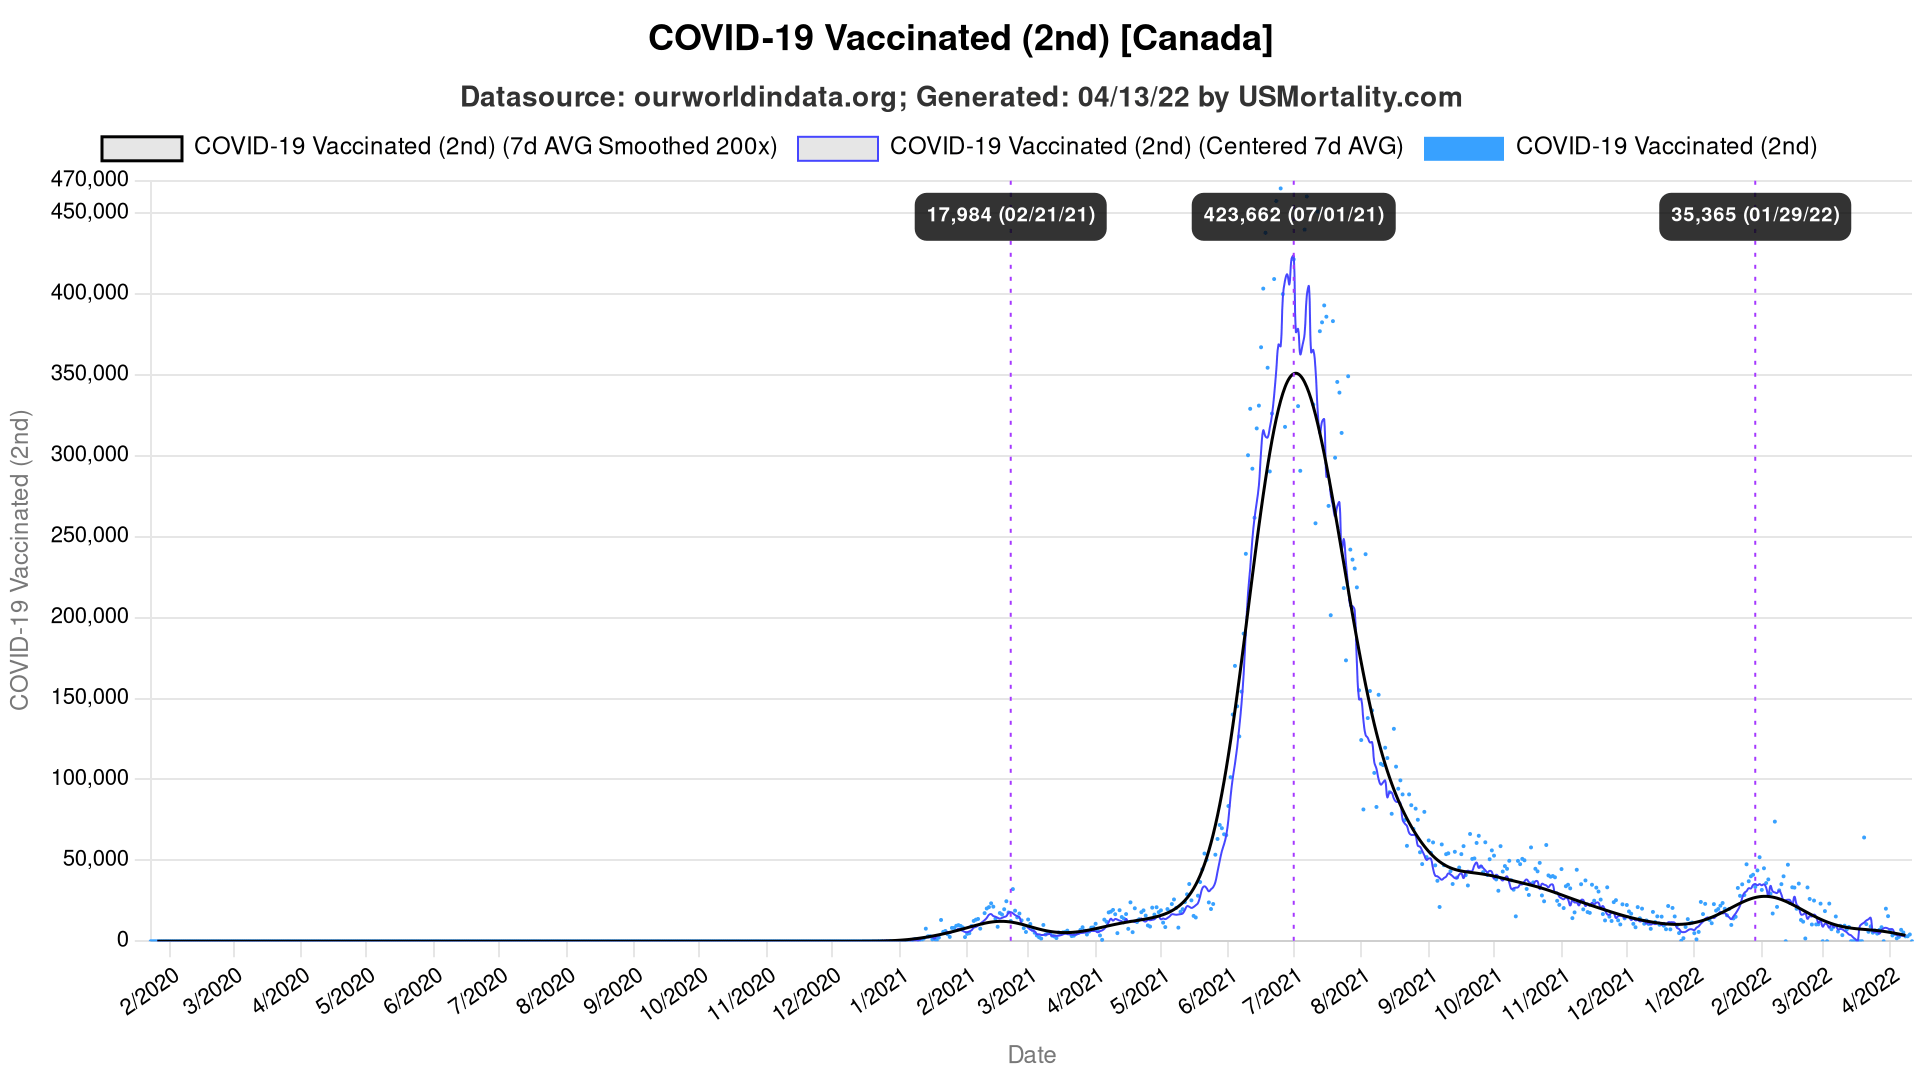 COVID-19 Vaccinated (2nd) [Canada]
Datasource: ourworldindata.org; Generated: 04/13/22 by USMortality.com
COVID-19 Vaccinated (2nd) (7d AVG Smoothed 200x) COVID-19 Vaccinated (2nd) (Centered 7d AVG) COVID-19 Vaccinated (2nd)
470,000
450,000
400,000
350,000
300,000
250,000
200,000
150,000
100,000
50,000
0
COVID-19 Vaccinated (2nd)
17,984 (02/21/21) 423,662 (07/01/21) 35,365 (01/29/22)
2/2020 3/2020 4/2020 5/2020 6/2020 7/2020 8/2020 9/2020 10/2020 11/2020 12/2020 1/2021 2/2021 3/2021 4/2021 5/2021 6/2021 7/2021 8/2021 9/2021 10/2021 11/2021 12/2021 1/2022 2/2022 3/2022 4/2022
Date